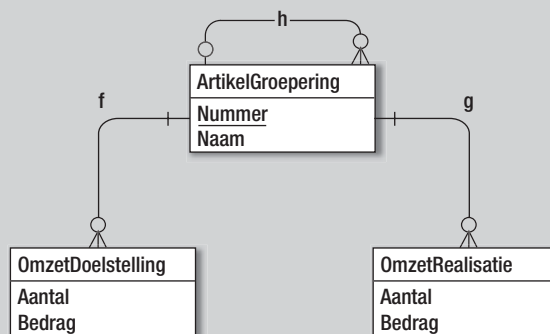 h
ArtikelGroepering
f
g
Nummer
Naam
OmzetDoelstelling
OmzetRealisatie
Aantal
Aantal
Bedrag
Bedrag